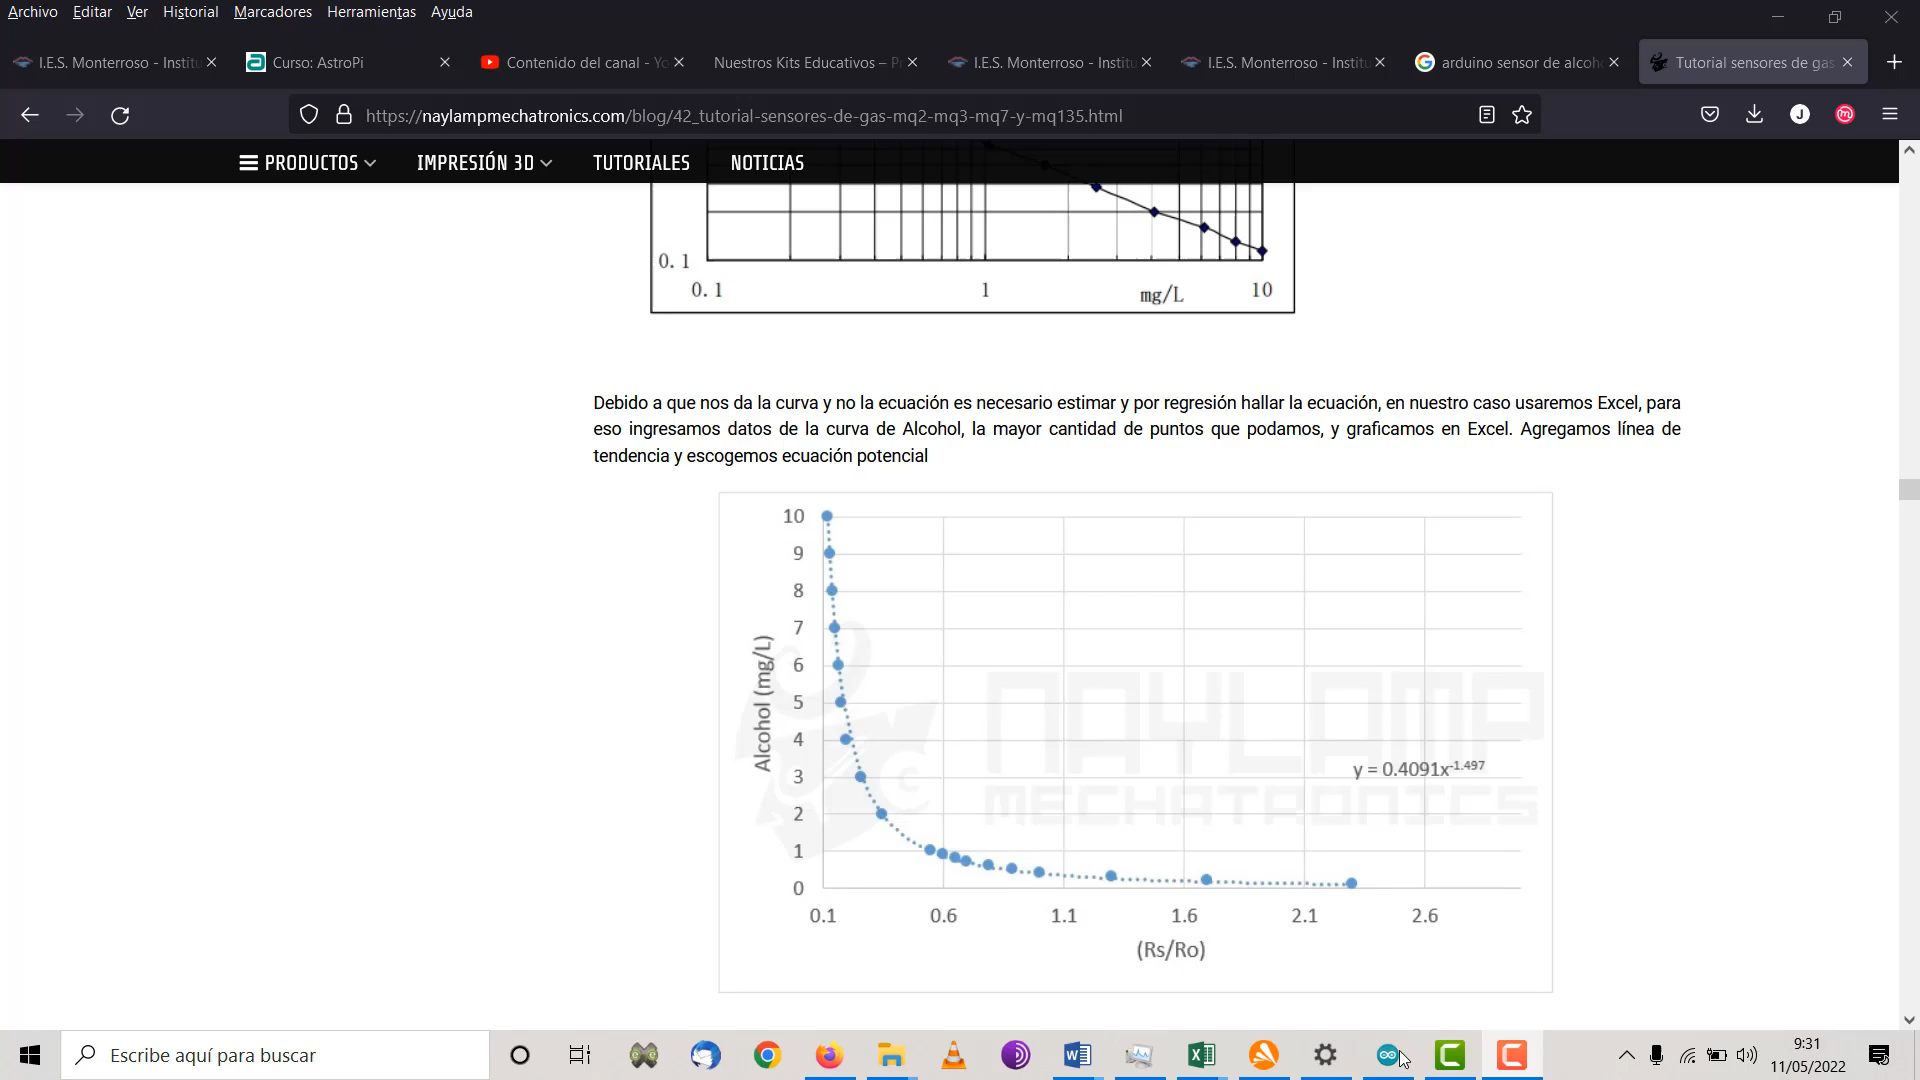 Archivo Editar Ver Historial Marcadores Herramientas Ayuda
I.E.S. Monterroso - Institu Curso: AstroPi Contenido del canal - Yo Nuestros Kits Educativos – P I.E.S. Monterroso - Institu I.E.S. Monterroso - Institu arduino sensor de alcoho Tutorial sensores de gas
https://naylampmechatronics.com/blog/42_tutorial-sensores-de-gas-mq2-mq3-mq7-y-mq135.html
PRODUCTOS IMPRESIÓN 3D TUTORIALES NOTICIAS
0.1
0.1 1 mg/L 10
Debido a que nos da la curva y no la ecuación es necesario estimar y por regresión hallar la ecuación, en nuestro caso usaremos Excel, para
eso ingresamos datos de la curva de Alcohol, la mayor cantidad de puntos que podamos, y graficamos en Excel. Agregamos línea de
tendencia y escogemos ecuación potencial
10
9
8
7
6
5
4
3
2
1
0
Alcohol (mg/L)
NAYLAMP
MECHATRONICS
y = 0.4091x^-1.497
0.1 0.6 1.1 1.6 2.1 2.6
(Rs/Ro)
Escribe aquí para buscar
9:31
11/05/2022